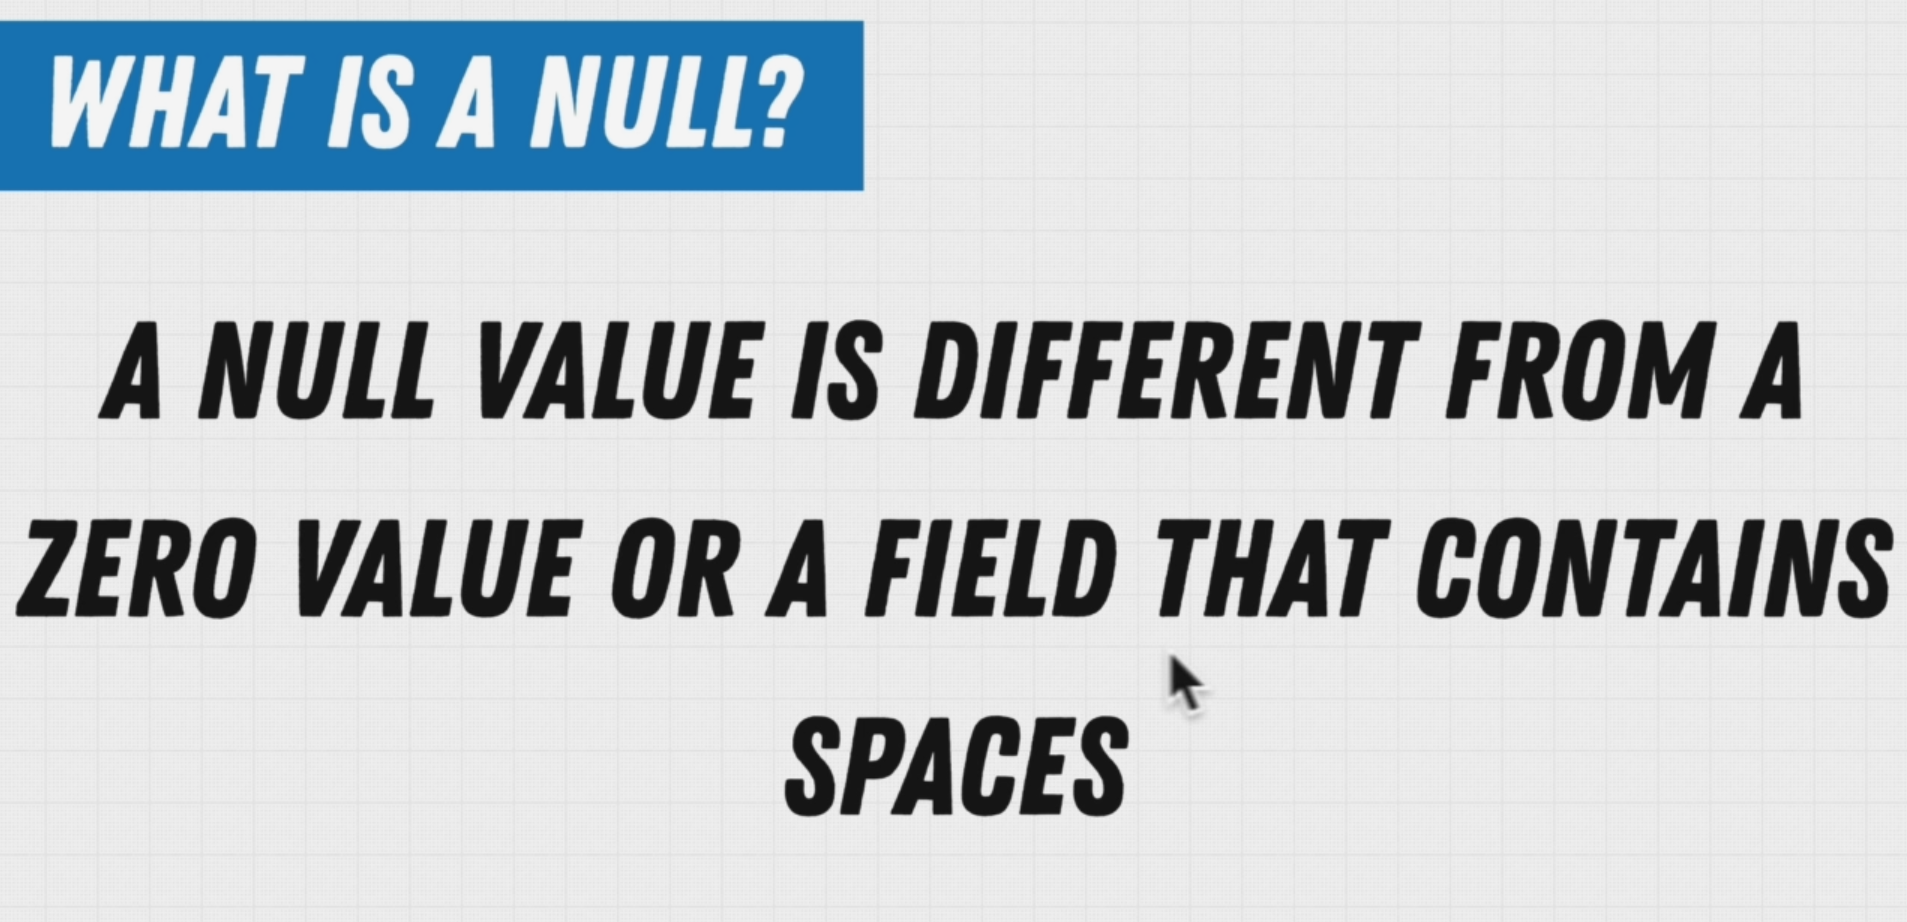 WHAT IS A NULL?
A NULL VALUE IS DIFFERENT FROM A
ZERO VALUE OR A FIELD THAT CONTAINS
SPACES